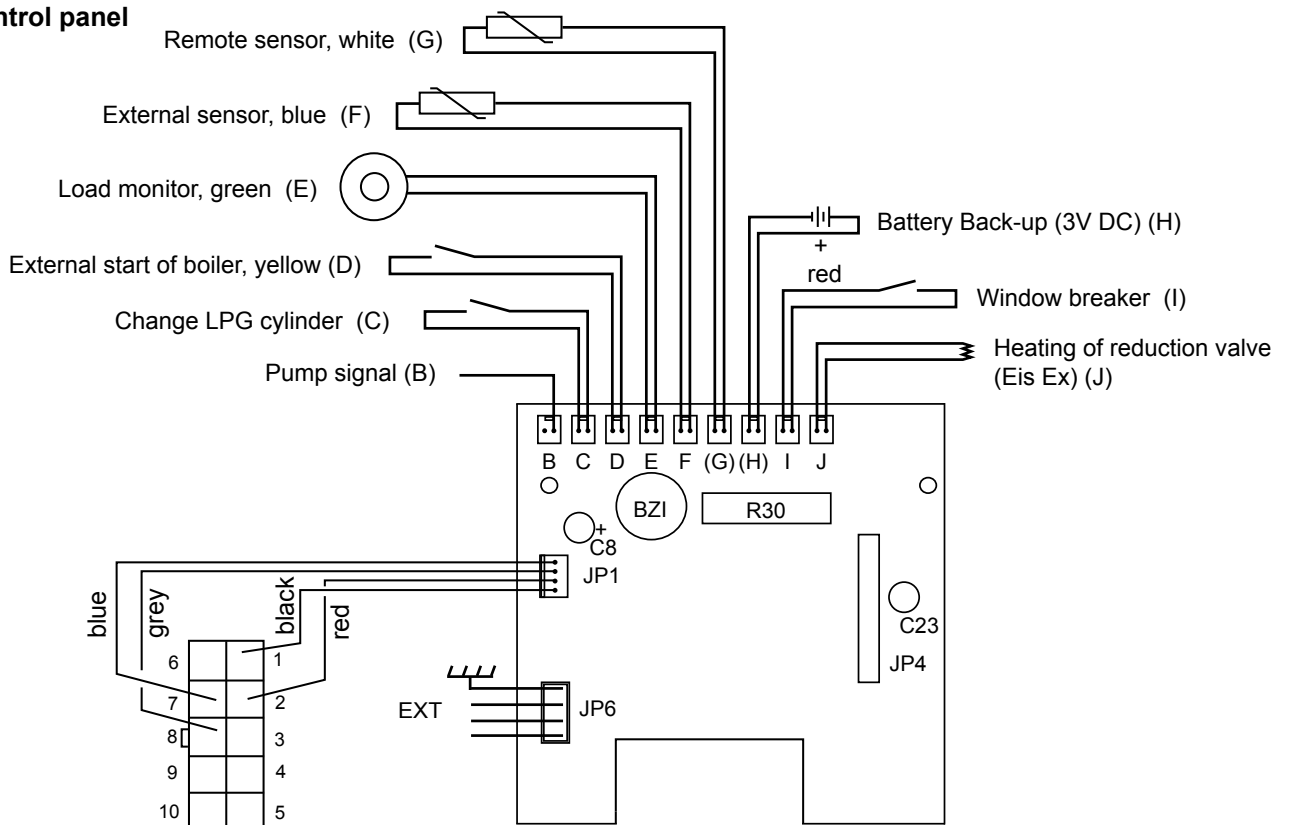 ntrol panel
Remote sensor, white (G)
External sensor, blue (F)
Load monitor, green (E)
External start of boiler, yellow (D)
Change LPG cylinder (C)
Pump signal (B)
Battery Back-up (3V DC) (H)
+
red
Window breaker (I)
Heating of reduction valve
(Eis Ex) (J)
B C D E F (G) (H) I J
BZI
R30
+
C8
JP1
C23
JP4
blue
grey
black
red
6 1
7 2
8 3
9 4
10 5
EXT
JP6